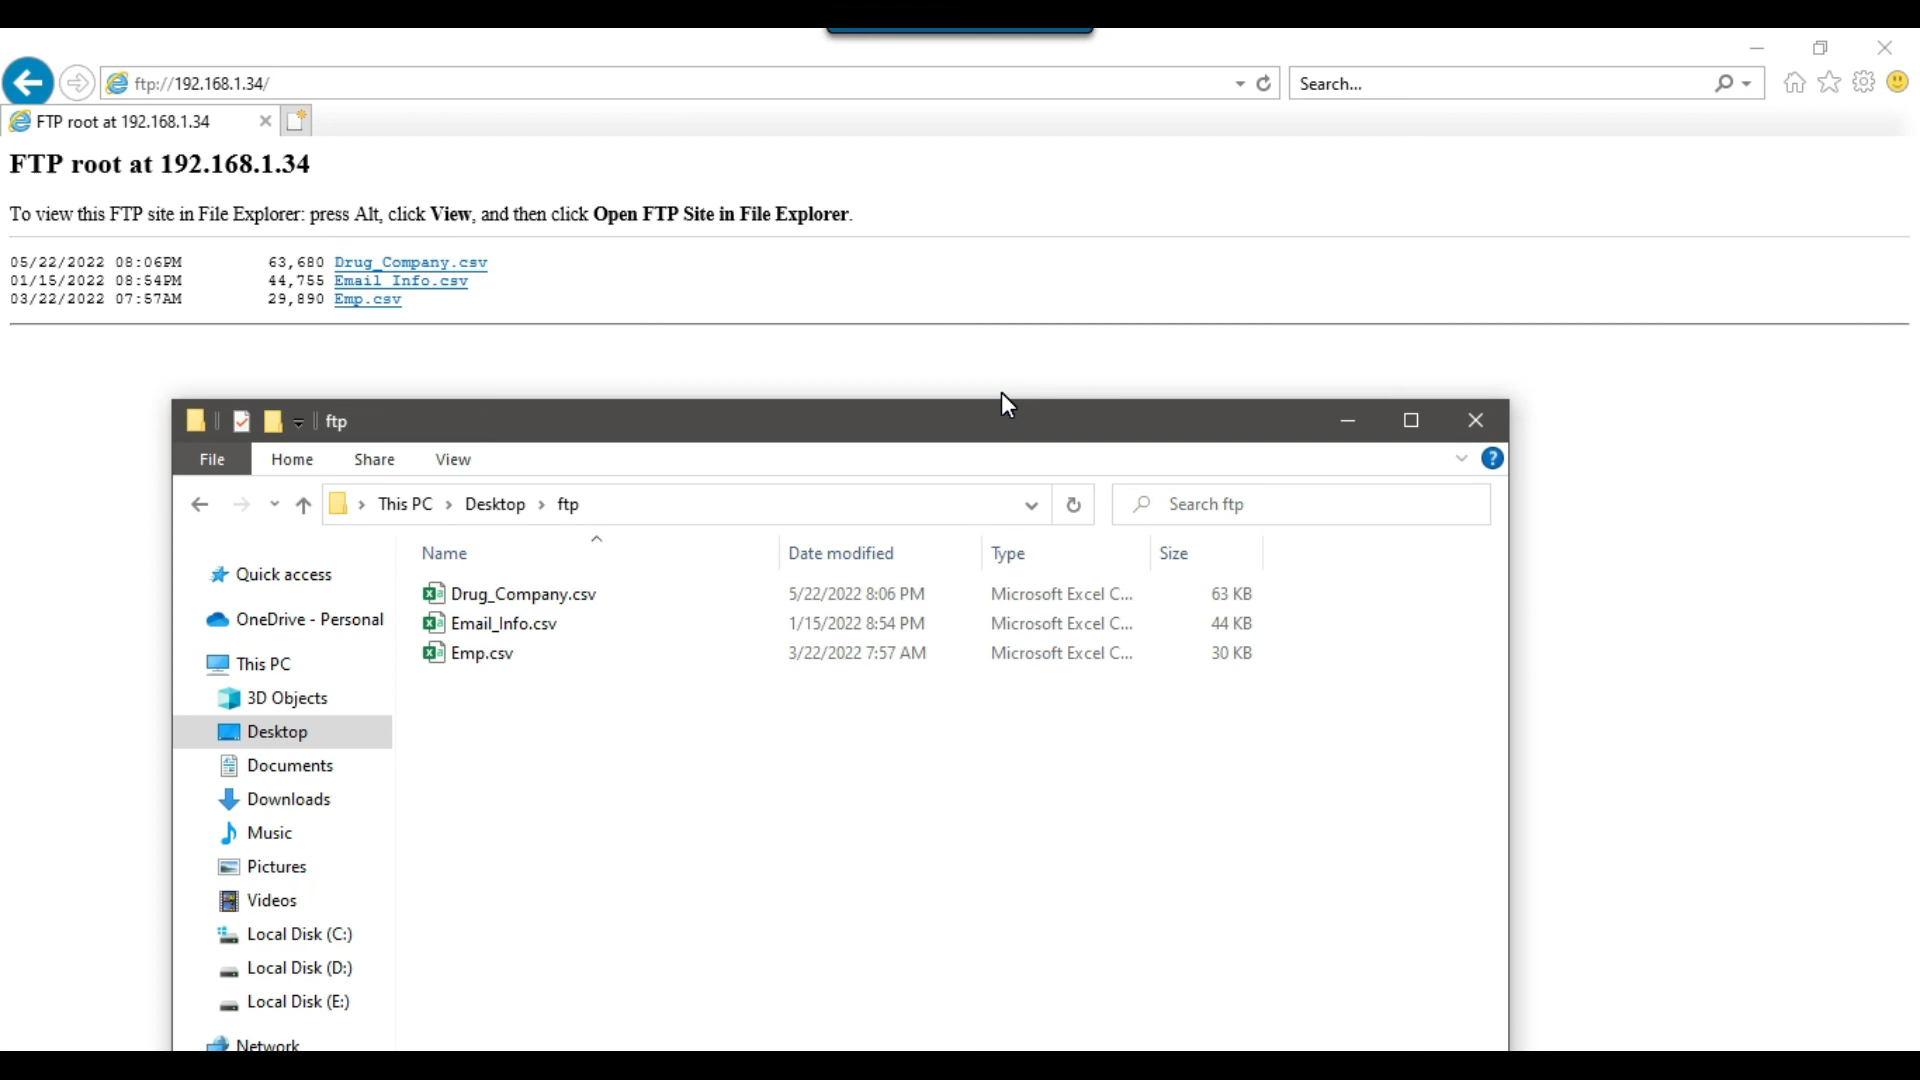 ftp://192.168.1.34/
Search...
FTP root at 192.168.1.34
FTP root at 192.168.1.34
To view this FTP site in File Explorer: press Alt, click View, and then click Open FTP Site in File Explorer.
05/22/2022 08:06PM 63,680 Drug_Company.csv
01/15/2022 08:54PM 44,755 Email_Info.csv
03/22/2022 07:57AM 29,890 Emp.csv
ftp
File Home Share View
This PC > Desktop > ftp
Search ftp
Name Date modified Type Size
Drug_Company.csv 5/22/2022 8:06 PM Microsoft Excel C... 63 KB
Email_Info.csv 1/15/2022 8:54 PM Microsoft Excel C... 44 KB
Emp.csv 3/22/2022 7:57 AM Microsoft Excel C... 30 KB
Quick access
OneDrive - Personal
This PC
3D Objects
Desktop
Documents
Downloads
Music
Pictures
Videos
Local Disk (C:)
Local Disk (D:)
Local Disk (E:)
Network